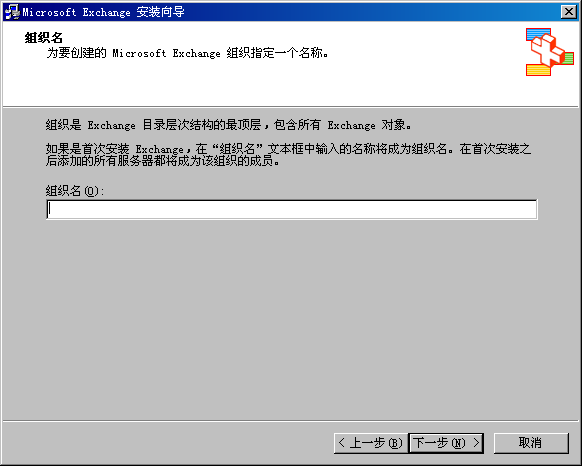 Microsoft Exchange 安装向导
组织名
为要创建的 Microsoft Exchange 组织指定一个名称。
组织是 Exchange 目录层次结构的最顶层，包含所有 Exchange 对象。
如果是首次安装 Exchange，在“组织名”文本框中输入的名称将成为组织名。在首次安装之
后添加的所有服务器都将成为该组织的成员。
组织名(O):
< 上一步(B) 下一步(N) > 取消